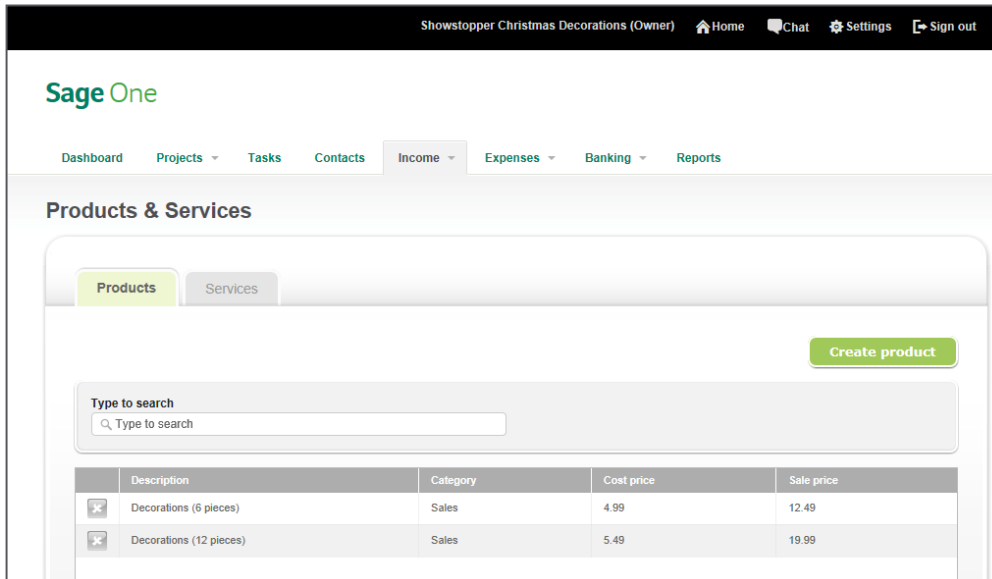 Showstopper Christmas Decorations (Owner) Home Chat Settings Sign out
Sage One
Dashboard Projects Tasks Contacts Income Expenses Banking Reports
Products & Services
Products Services
Create product
Type to search
Type to search
Description Category Cost price Sale price
Decorations (6 pieces) Sales 4.99 12.49
Decorations (12 pieces) Sales 5.49 19.99